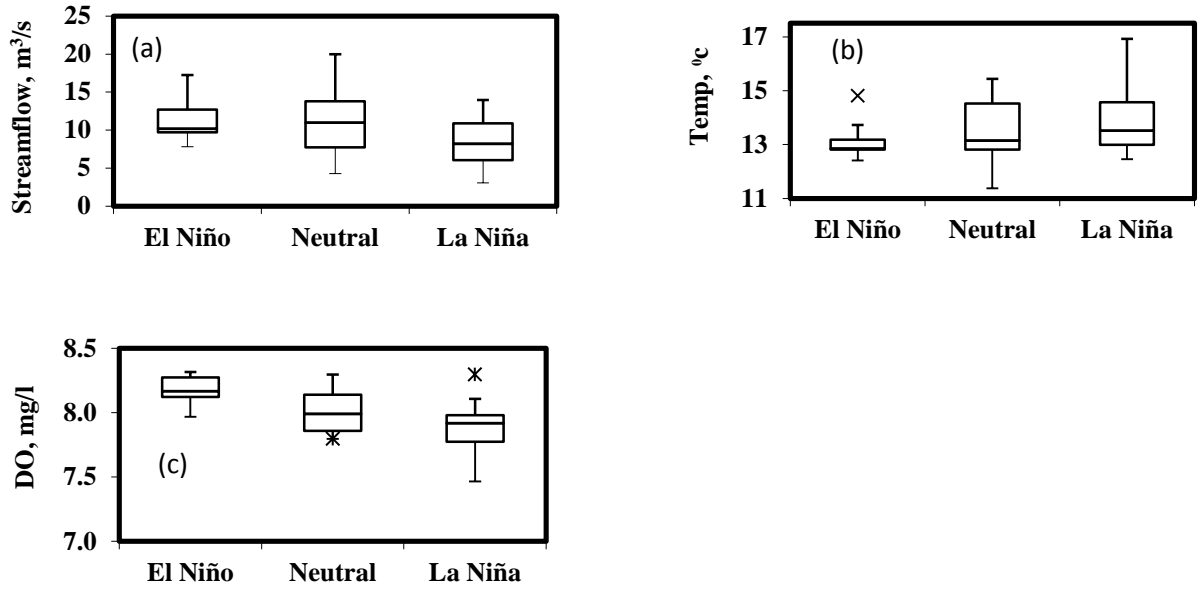 Streamflow, m³/s
25
20
15
10
5
0
(a)
El Niño Neutral La Niña
Temp, ⁰c
17
15
13
11
(b)
El Niño Neutral La Niña
DO, mg/l
8.5
8.0
7.5
7.0
(c)
El Niño Neutral La Niña